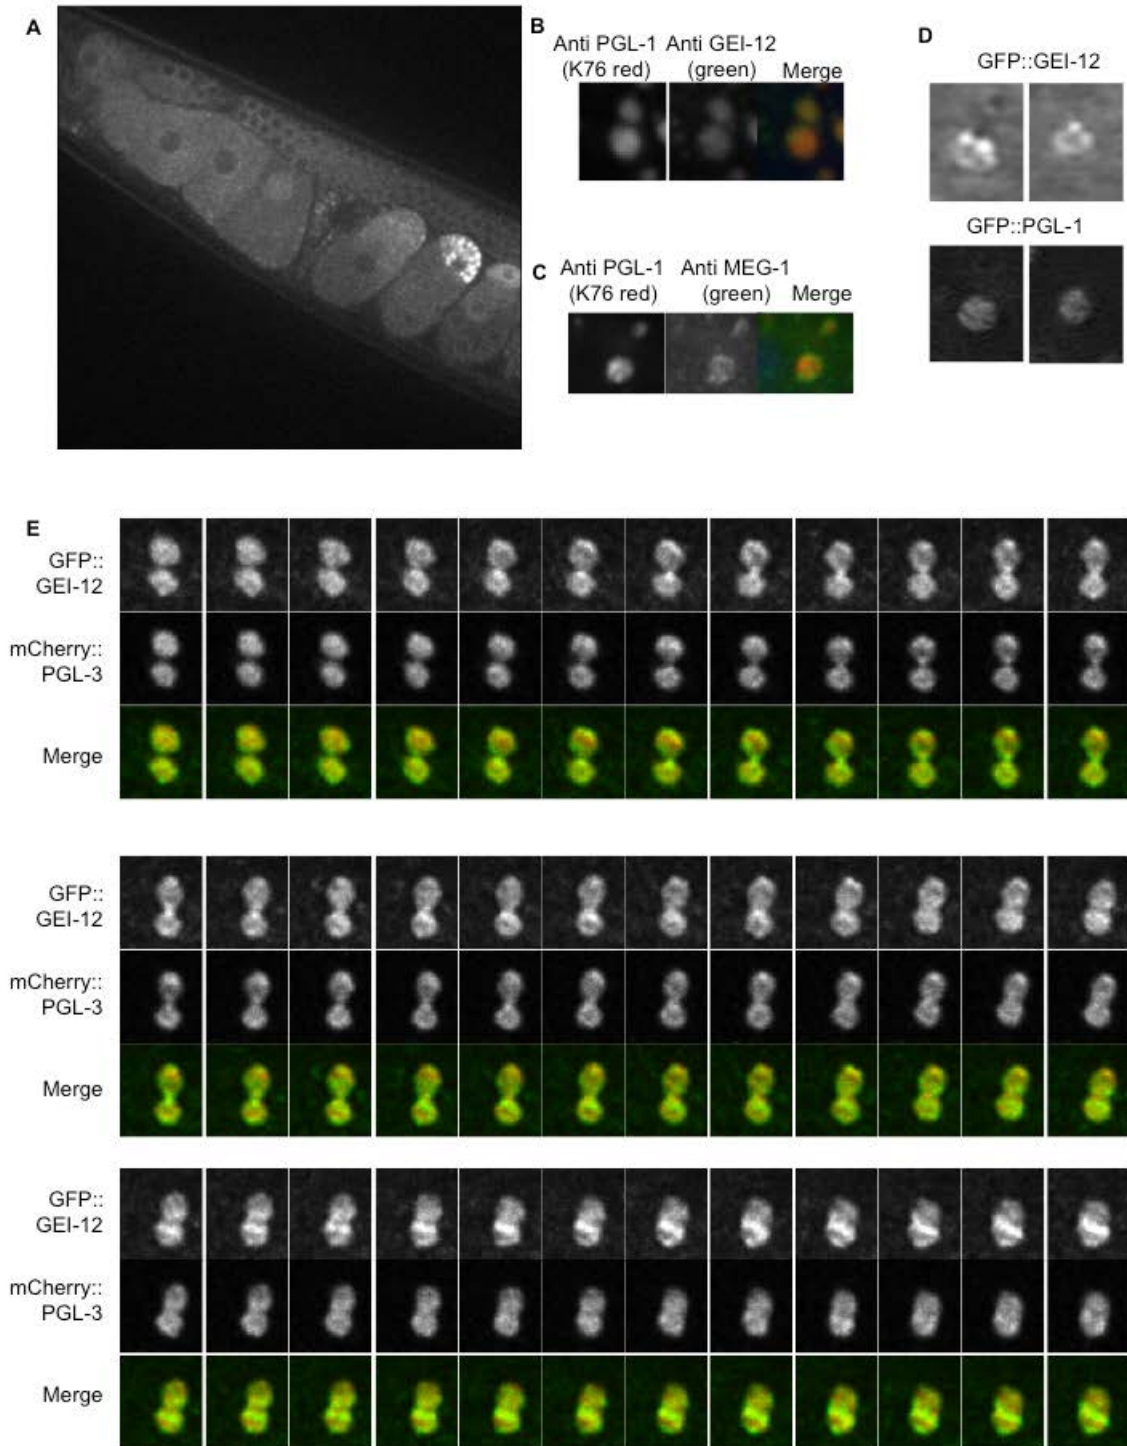 A
B
Anti PGL-1 Anti GEI-12
(K76 red) (green) Merge
C
Anti PGL-1 Anti MEG-1
(K76 red) (green) Merge
D
GFP::GEI-12
GFP::PGL-1
E
GFP::
GEI-12
mCherry::
PGL-3
Merge
GFP::
GEI-12
mCherry::
PGL-3
Merge
GFP::
GEI-12
mCherry::
PGL-3
Merge